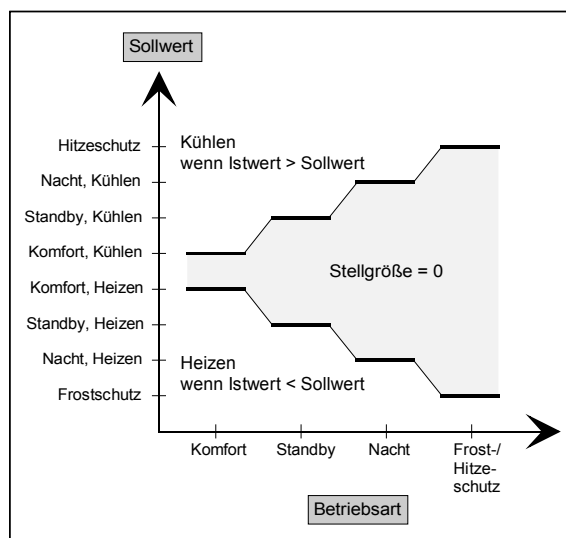 Sollwert
Hitzeschutz
Nacht, Kühlen
Standby, Kühlen
Komfort, Kühlen
Komfort, Heizen
Standby, Heizen
Nacht, Heizen
Frostschutz
Kühlen
wenn Istwert > Sollwert
Stellgröße = 0
Heizen
wenn Istwert < Sollwert
Komfort
Standby
Nacht
Frost-/
Hitze-
schutz
Betriebsart